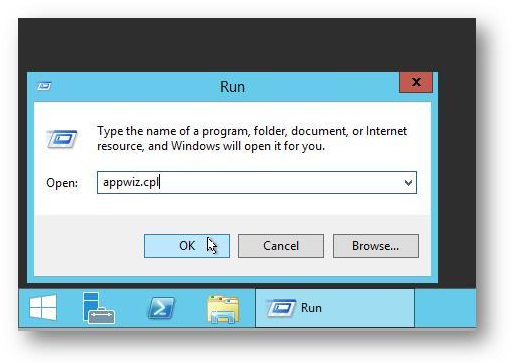 Run
Type the name of a program, folder, document, or Internet
resource, and Windows will open it for you.
Open: appwiz.cpl
OK Cancel Browse...
Run